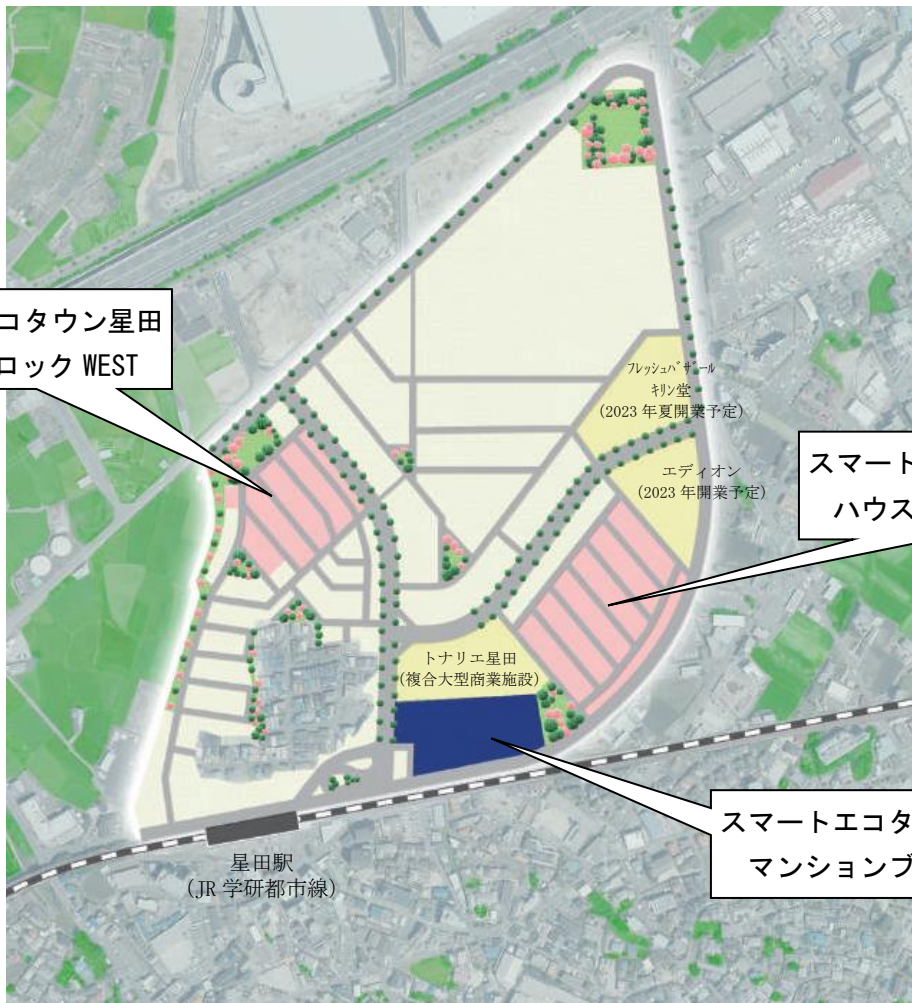 コタウン星田
ロック WEST
フレッシュバザール
キリン堂
(2023 年夏開業予定)
エディオン
(2023 年開業予定)
スマート
ハウス
トナリエ星田
(複合大型商業施設)
スマートエコタ
マンションブ
星田駅
(JR 学研都市線)